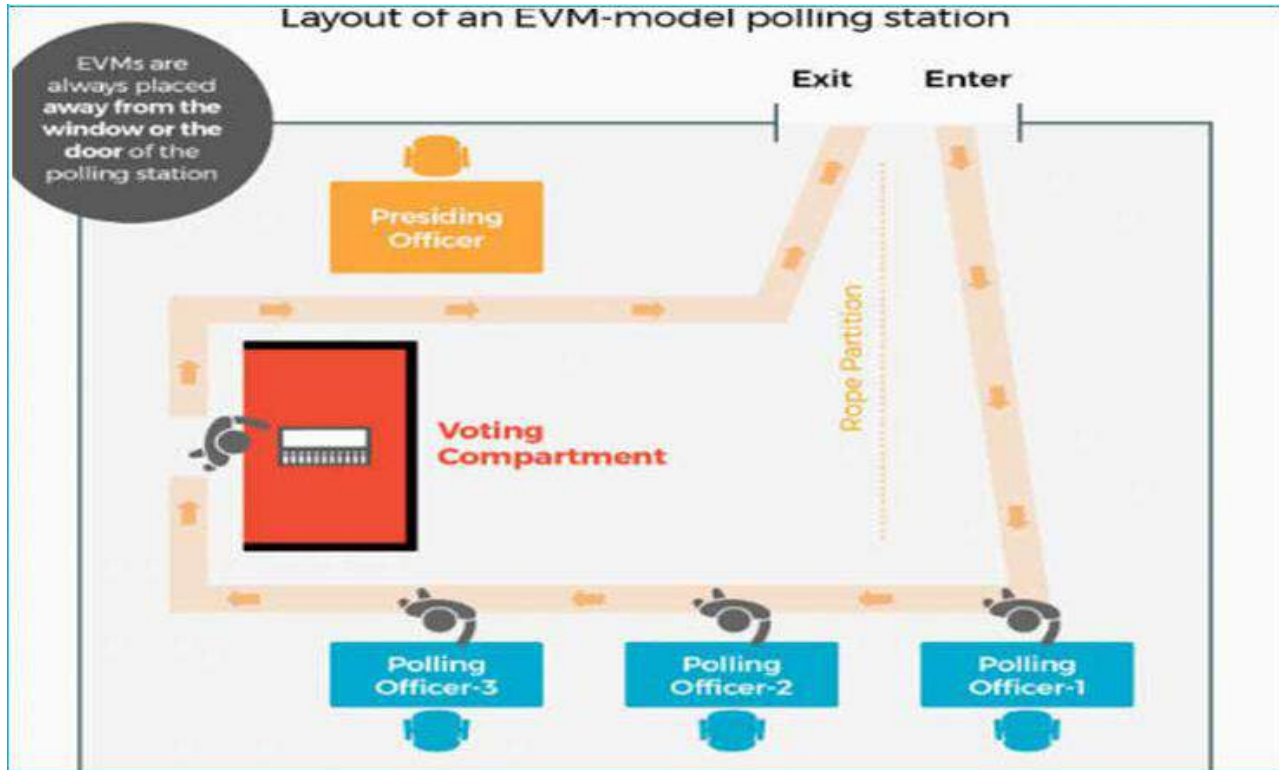 Layout of an EVM-model polling station
EVMs are
always placed
away from the
window or the
door of the
polling station
Exit
Enter
Presiding
Officer
Rope Partition
Voting
Compartment
Polling
Officer-3
Polling
Officer-2
Polling
Officer-1